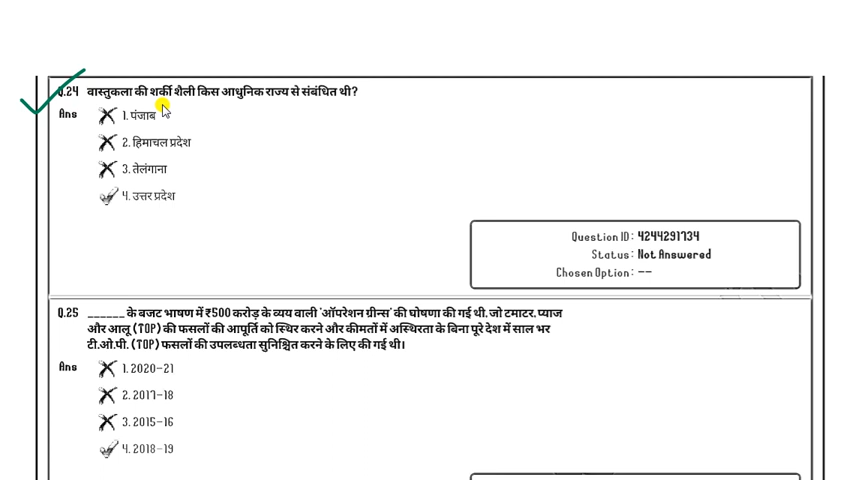 Q.24 वास्तुकला की शर्की शैली किस आधुनिक राज्य से संबंधित थी?
Ans 1. पंजाब
2. हिमाचल प्रदेश
3. तेलंगाना
4. उत्तर प्रदेश
Question ID : 4244291734
Status : Not Answered
Chosen Option : --
Q.25 ______ के बजट भाषण में ₹500 करोड़ के व्यय वाली 'ऑपरेशन ग्रीन्स' की घोषणा की गई थी, जो टमाटर, प्याज
और आलू (TOP) की फसलों की आपूर्ति को स्थिर करने और कीमतों में अस्थिरता के बिना पूरे देश में साल भर
टी.ओ.पी. (TOP) फसलों की उपलब्धता सुनिश्चित करने के लिए की गई थी।
Ans 1. 2020-21
2. 2017-18
3. 2015-16
4. 2018-19